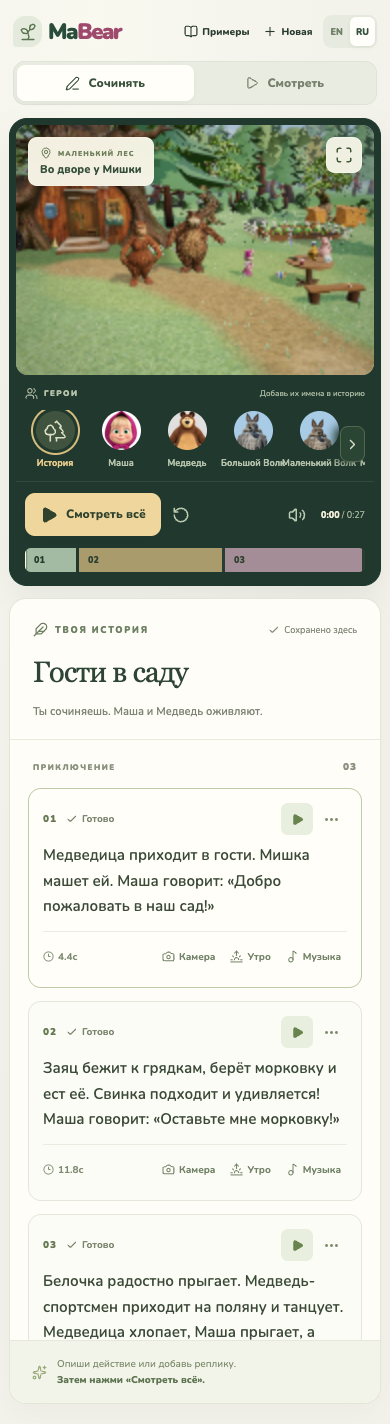 MaBear
Примеры
Новая
EN
RU
Сочинять
Смотреть
МАЛЕНЬКИЙ ЛЕС
Во дворе у Мишки
ГЕРОИ
Добавь их имена в историю
История
Маша
Медведь
Большой Волк
Маленький Волк
Смотреть всё
0:00 / 0:27
01
02
03
ТВОЯ ИСТОРИЯ
Сохранено здесь
Гости в саду
Ты сочиняешь. Маша и Медведь оживляют.
ПРИКЛЮЧЕНИЕ
03
01
Готово
Медведица приходит в гости. Мишка
машет ей. Маша говорит: «Добро
пожаловать в наш сад!»
4.4с
Камера
Утро
Музыка
02
Готово
Заяц бежит к грядкам, берёт морковку и
ест её. Свинка подходит и удивляется!
Маша говорит: «Оставьте мне морковку!»
11.8с
Камера
Утро
Музыка
03
Готово
Белочка радостно прыгает. Медведь-
спортсмен приходит на поляну и танцует.
Медведица хлопает, Маша прыгает, а
Опиши действие или добавь реплику.
Затем нажми «Смотреть всё».